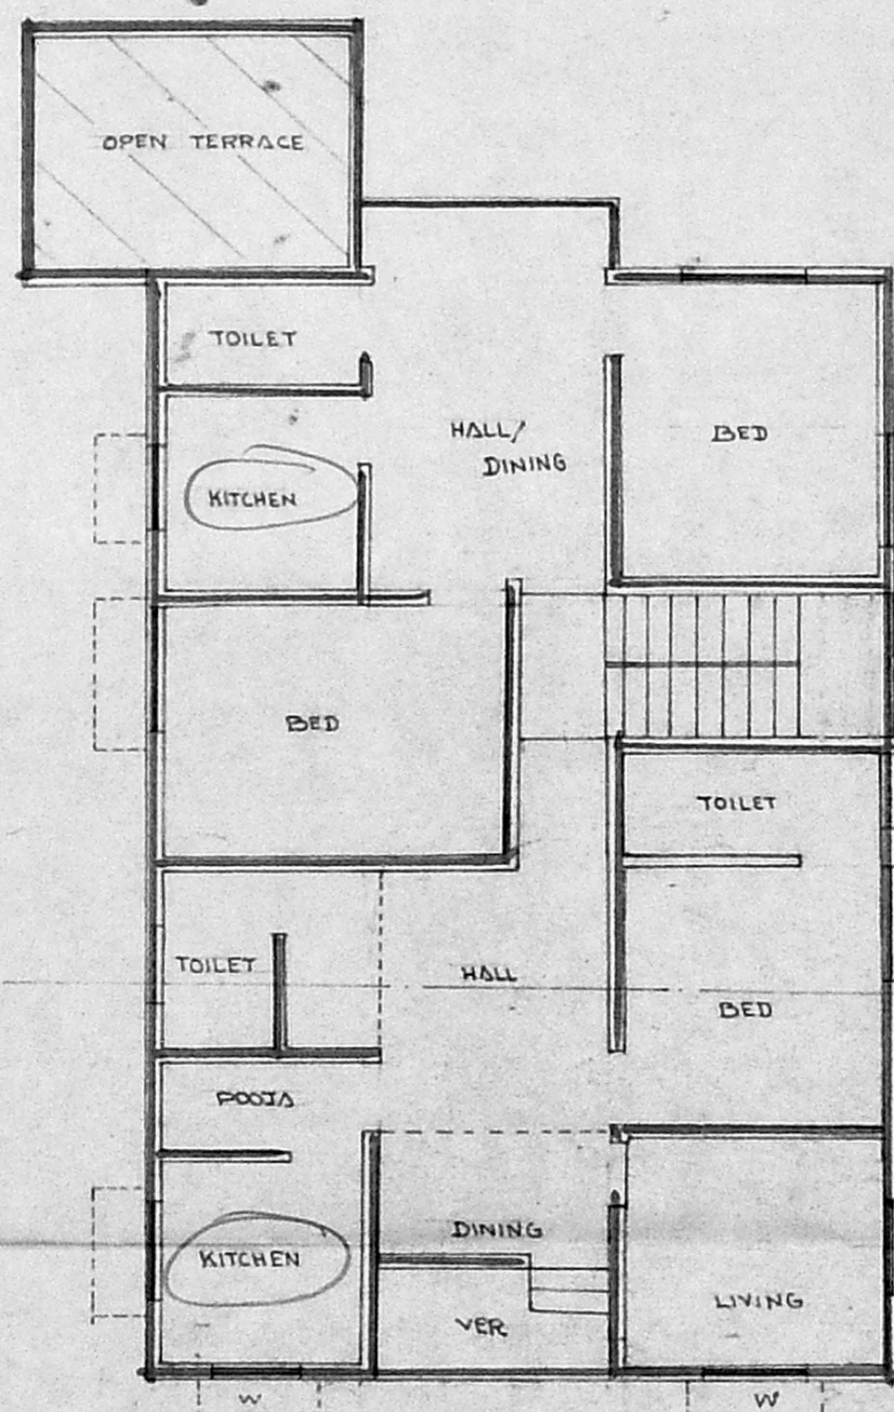 OPEN TERRACE
TOILET
HALL/
DINING
BED
KITCHEN
BED
TOILET
TOILET
HALL
BED
POOJA
DINING
KITCHEN
LIVING
VER
W
W